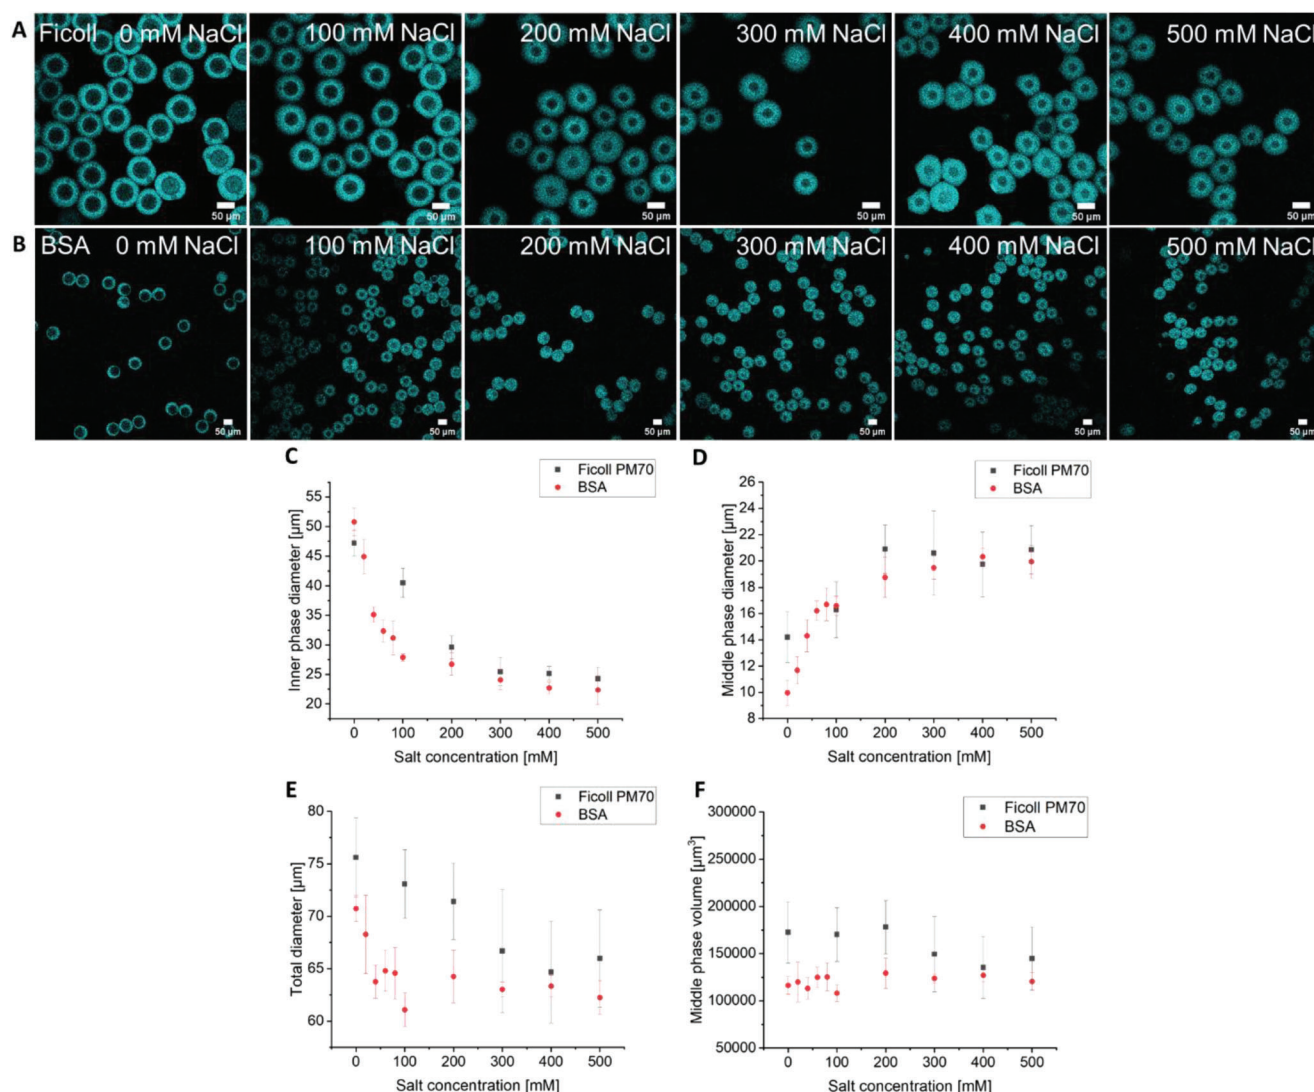 A Ficoll 0 mM NaCl 100 mM NaCl 200 mM NaCl 300 mM NaCl 400 mM NaCl 500 mM NaCl
50 µm 50 µm 50 µm 50 µm 50 µm 50 µm
B BSA 0 mM NaCl 100 mM NaCl 200 mM NaCl 300 mM NaCl 400 mM NaCl 500 mM NaCl
50 µm 50 µm 50 µm 50 µm 50 µm 50 µm
C
Ficoll PM70
BSA
Inner phase diameter [µm]
55
50
45
40
35
30
25
20
0 100 200 300 400 500
Salt concentration [mM]
D
Ficoll PM70
BSA
Middle phase diameter [µm]
26
24
22
20
18
16
14
12
10
8
0 100 200 300 400 500
Salt concentration [mM]
E
Ficoll PM70
BSA
Total diameter [µm]
80
75
70
65
60
0 100 200 300 400 500
Salt concentration [mM]
F
Ficoll PM70
BSA
Middle phase volume [µm³]
300000
250000
200000
150000
100000
50000
0 100 200 300 400 500
Salt concentration [mM]